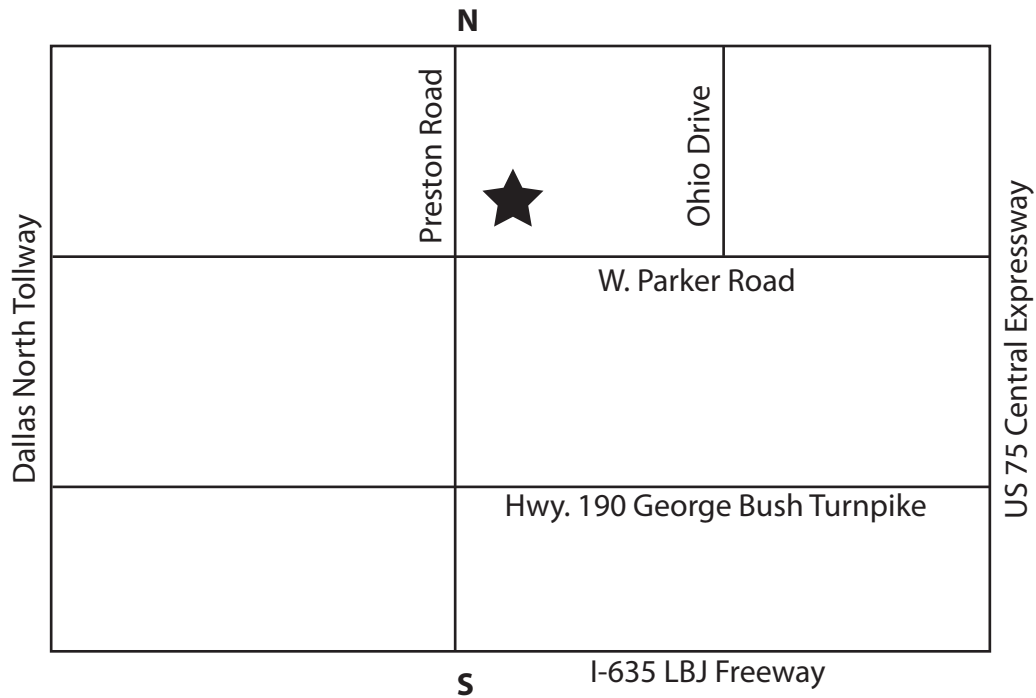 N
Preston Road
Ohio Drive
Dallas North Tollway
W. Parker Road
US 75 Central Expressway
Hwy. 190 George Bush Turnpike
I-635 LBJ Freeway
S